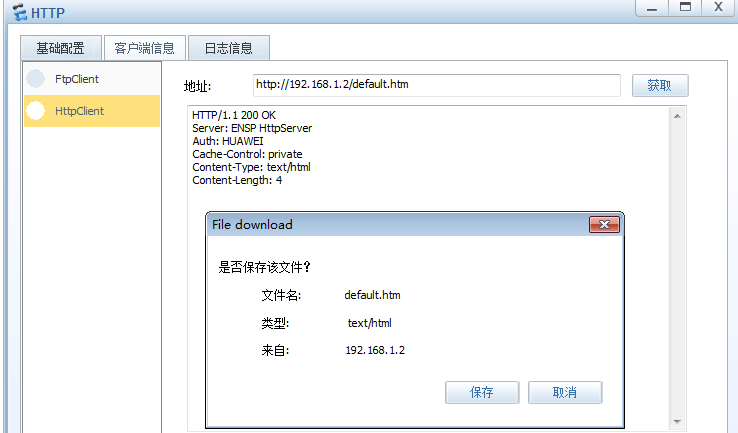 HTTP
基础配置 客户端信息 日志信息
FtpClient
HttpClient
地址: http://192.168.1.2/default.htm 获取
HTTP/1.1 200 OK
Server: ENSP HttpServer
Auth: HUAWEI
Cache-Control: private
Content-Type: text/html
Content-Length: 4
File download
是否保存该文件?
文件名: default.htm
类型: text/html
来自: 192.168.1.2
保存 取消